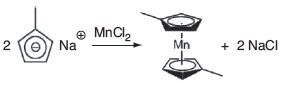 2 ⊖ Na⊕ MnCl₂ Mn + 2 NaCl